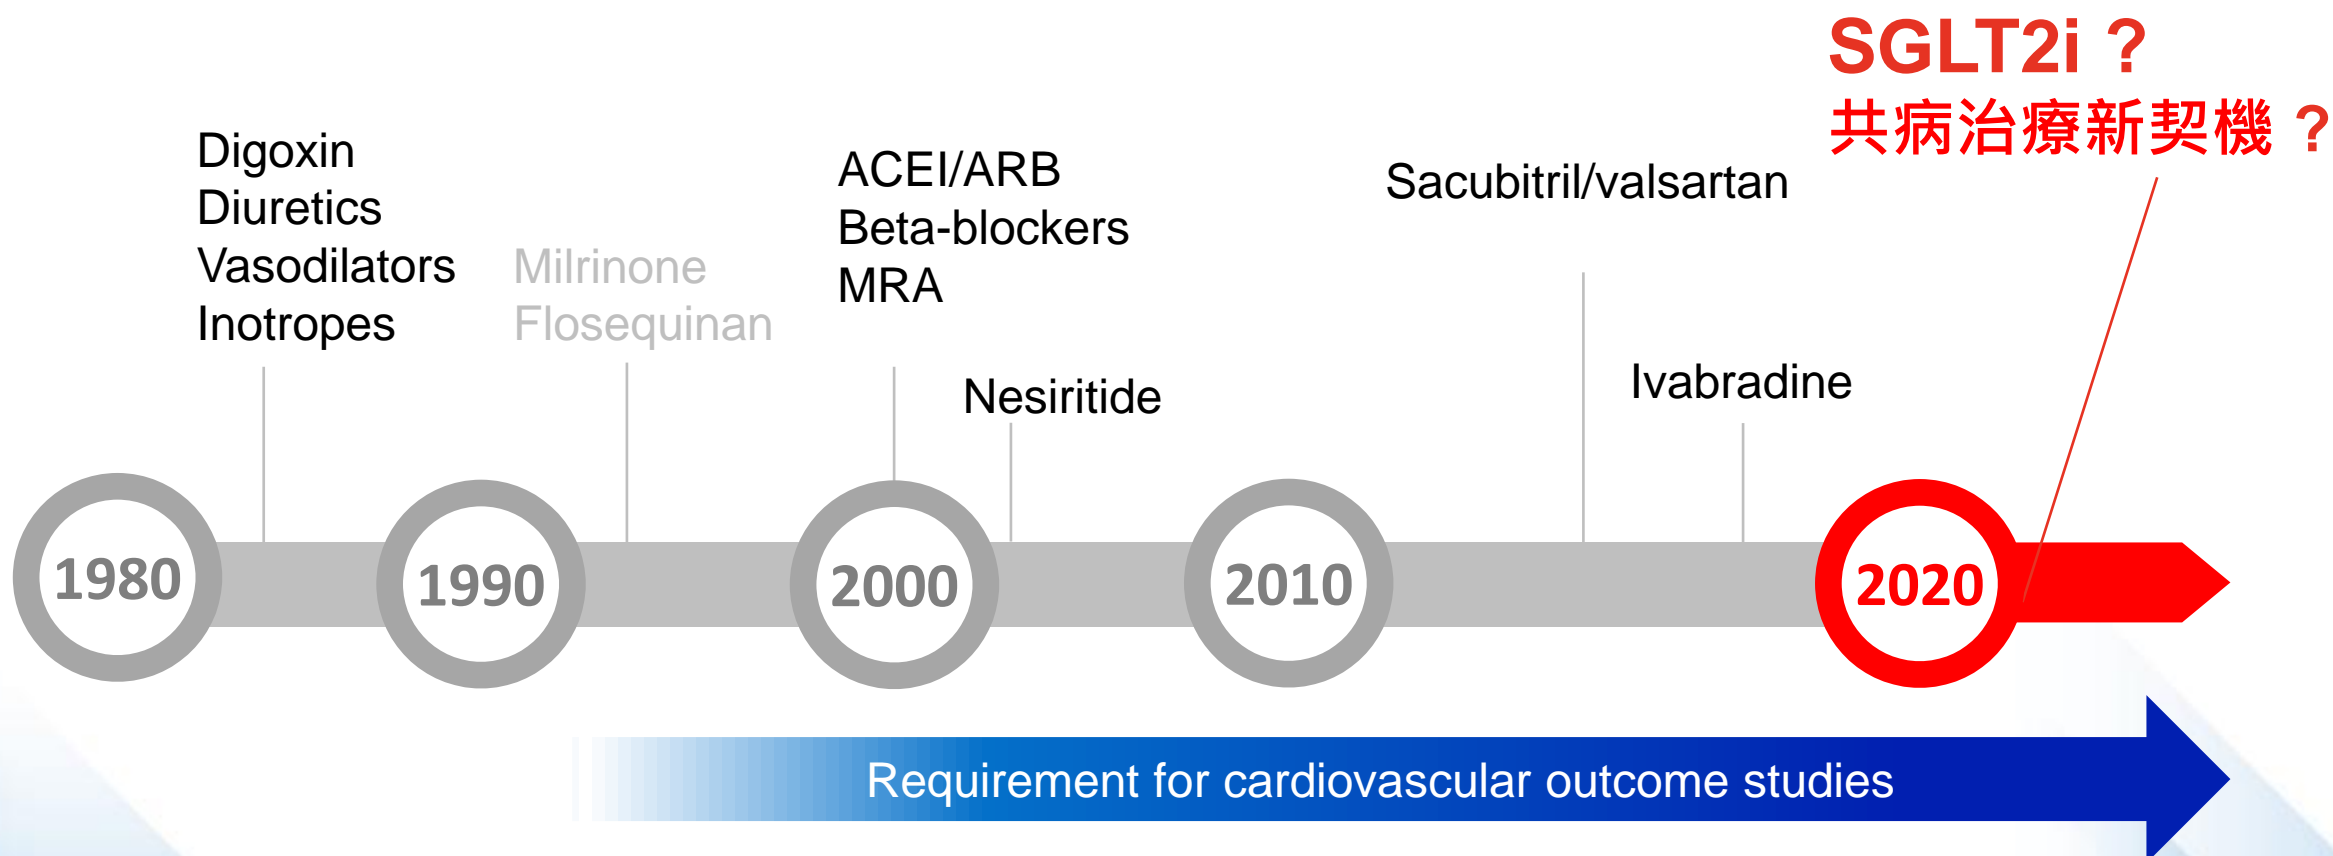 SGLT2i ?
共病治療新契機 ?
Digoxin
Diuretics
Vasodilators
Inotropes
Milrinone
Flosequinan
ACEI/ARB
Beta-blockers
MRA
Nesiritide
Sacubitril/valsartan
Ivabradine
1980
1990
2000
2010
2020
Requirement for cardiovascular outcome studies